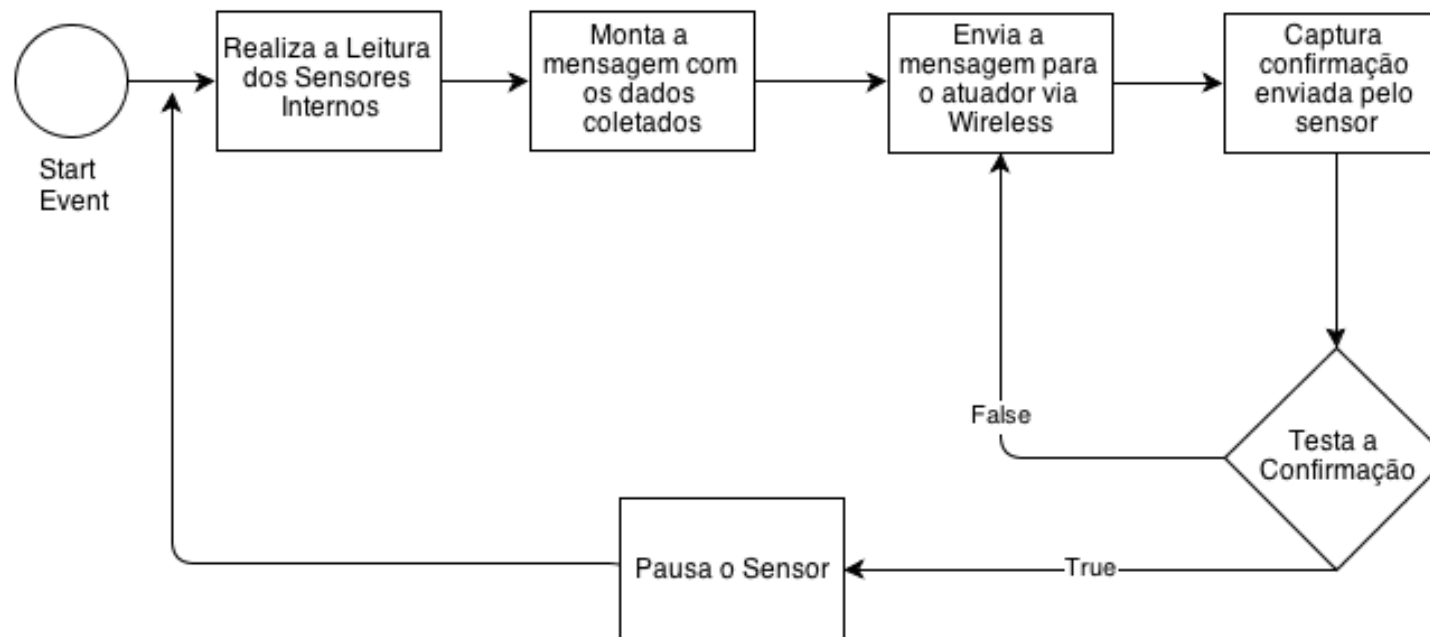 Realiza a Leitura
dos Sensores
Internos
Monta a
mensagem com
os dados
coletados
Envia a
mensagem para
o atuador via
Wireless
Captura
confirmação
enviada pelo
sensor
Start
Event
False
Testa a
Confirmação
True
Pausa o Sensor